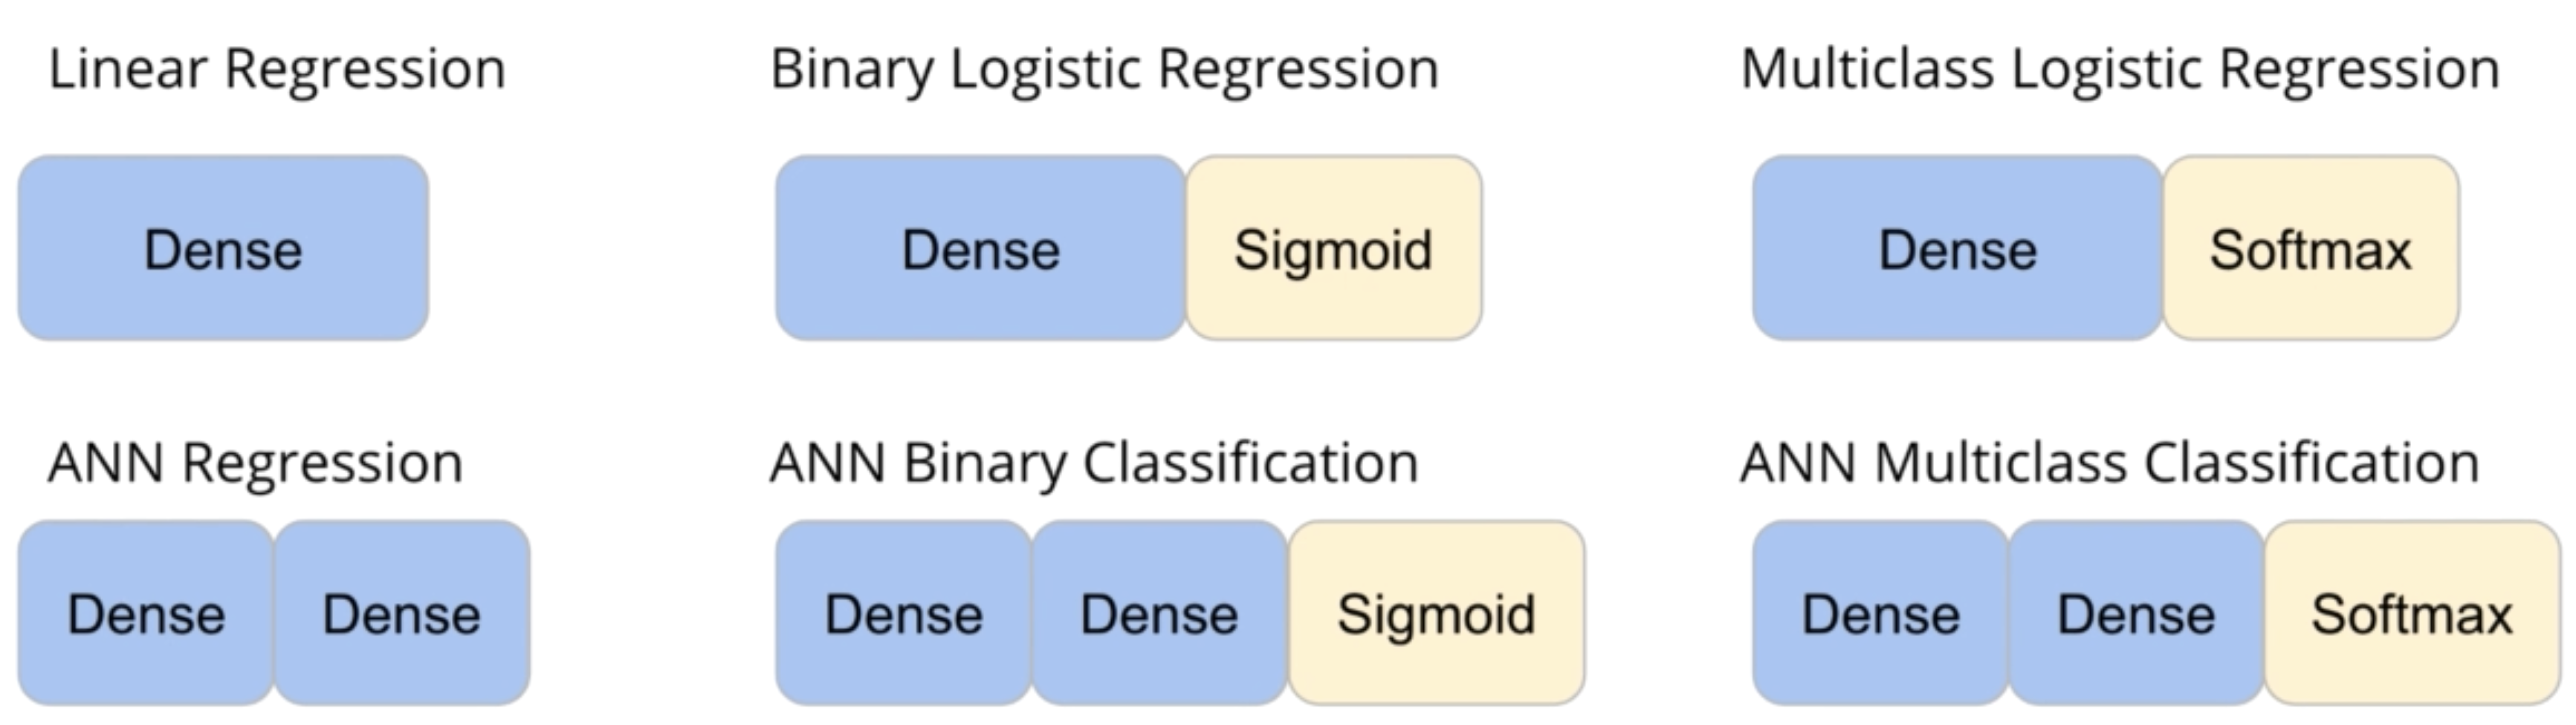 Linear Regression
Binary Logistic Regression
Multiclass Logistic Regression
Dense
Dense
Sigmoid
Dense
Softmax
ANN Regression
ANN Binary Classification
ANN Multiclass Classification
Dense
Dense
Dense
Dense
Sigmoid
Dense
Dense
Softmax